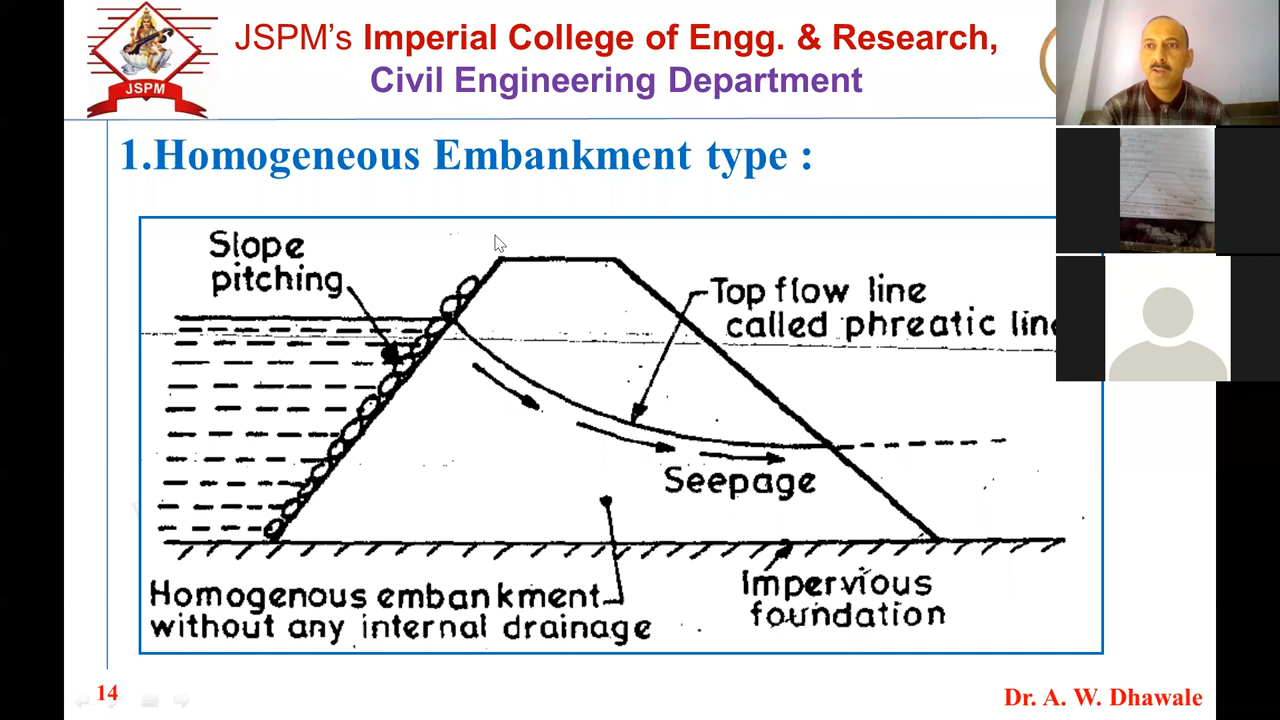 JSPM's Imperial College of Engg. & Research,
Civil Engineering Department
JSPM
1.Homogeneous Embankment type :
Slope
pitching
Top flow line
called phreatic line
Seepage
Homogenous embankment
without any internal drainage
Impervious
foundation
14
Dr. A. W. Dhawale